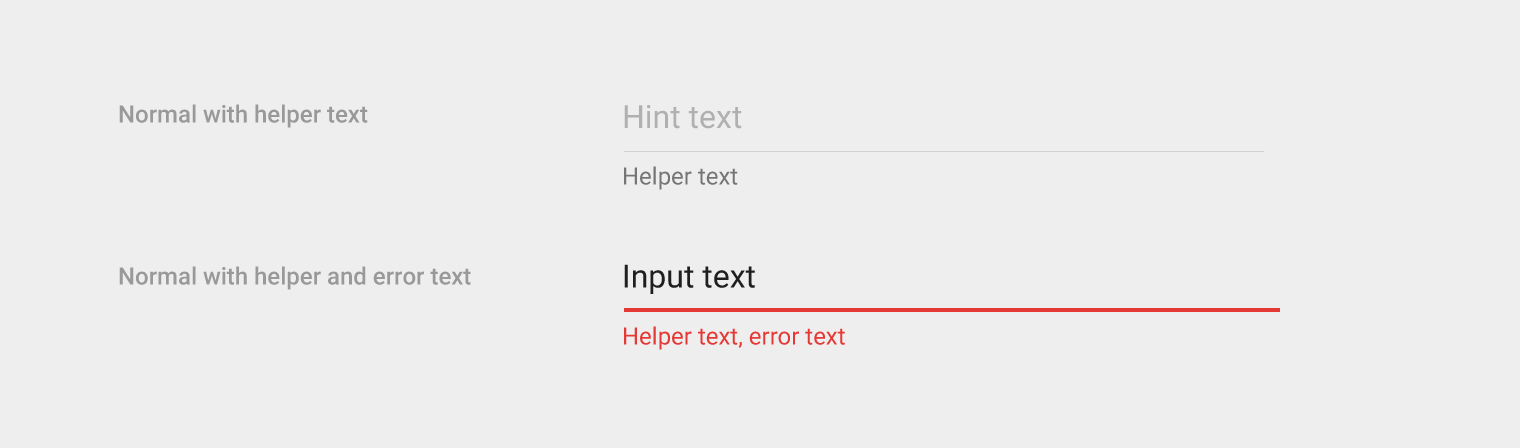 Normal with helper text
Hint text
Helper text
Normal with helper and error text
Input text
Helper text, error text